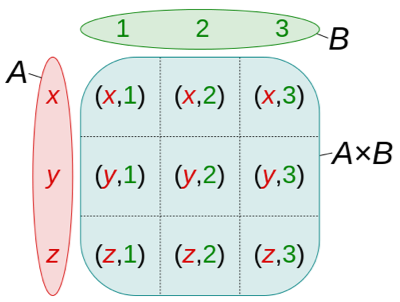 1 2 3
B
A
x (x,1) (x,2) (x,3)
y (y,1) (y,2) (y,3)
A×B
z (z,1) (z,2) (z,3)